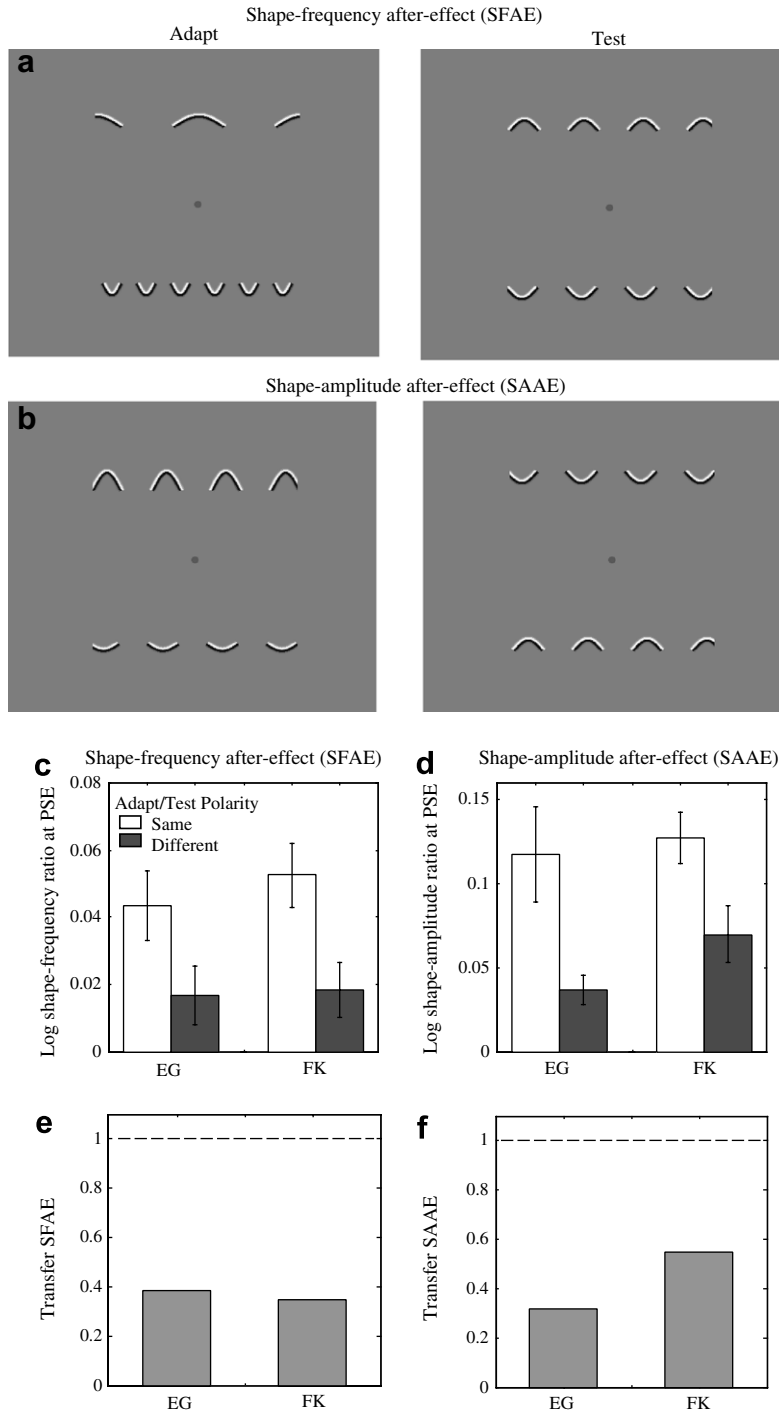 Shape-frequency after-effect (SFAE)
Adapt
Test
a
Shape-amplitude after-effect (SAAE)
b
c
Shape-frequency after-effect (SFAE)
0.08
0.06
0.04
0.02
0
Log shape-frequency ratio at PSE
Adapt/Test Polarity
Same
Different
EG
FK
d
Shape-amplitude after-effect (SAAE)
0.15
0.1
0.05
0
Log shape-amplitude ratio at PSE
EG
FK
e
1
0.8
0.6
0.4
0.2
0
Transfer SFAE
EG
FK
f
1
0.8
0.6
0.4
0.2
0
Transfer SAAE
EG
FK